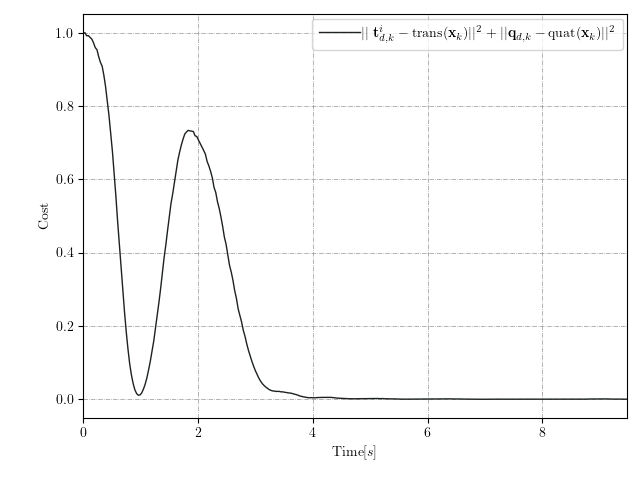 || t^i_{d,k} − trans(x_k)||^2 + ||q_{d,k} − quat(x_k)||^2
1.0
0.8
0.6
0.4
0.2
0.0
Cost
0 2 4 6 8
Time[s]